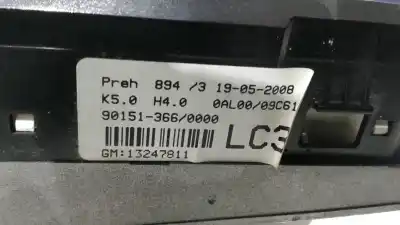 Preh 894 /3 19-05-2008
K5.0 H4.0 0AL00/09C61
90151-366/0000
LC3
GM:13247811